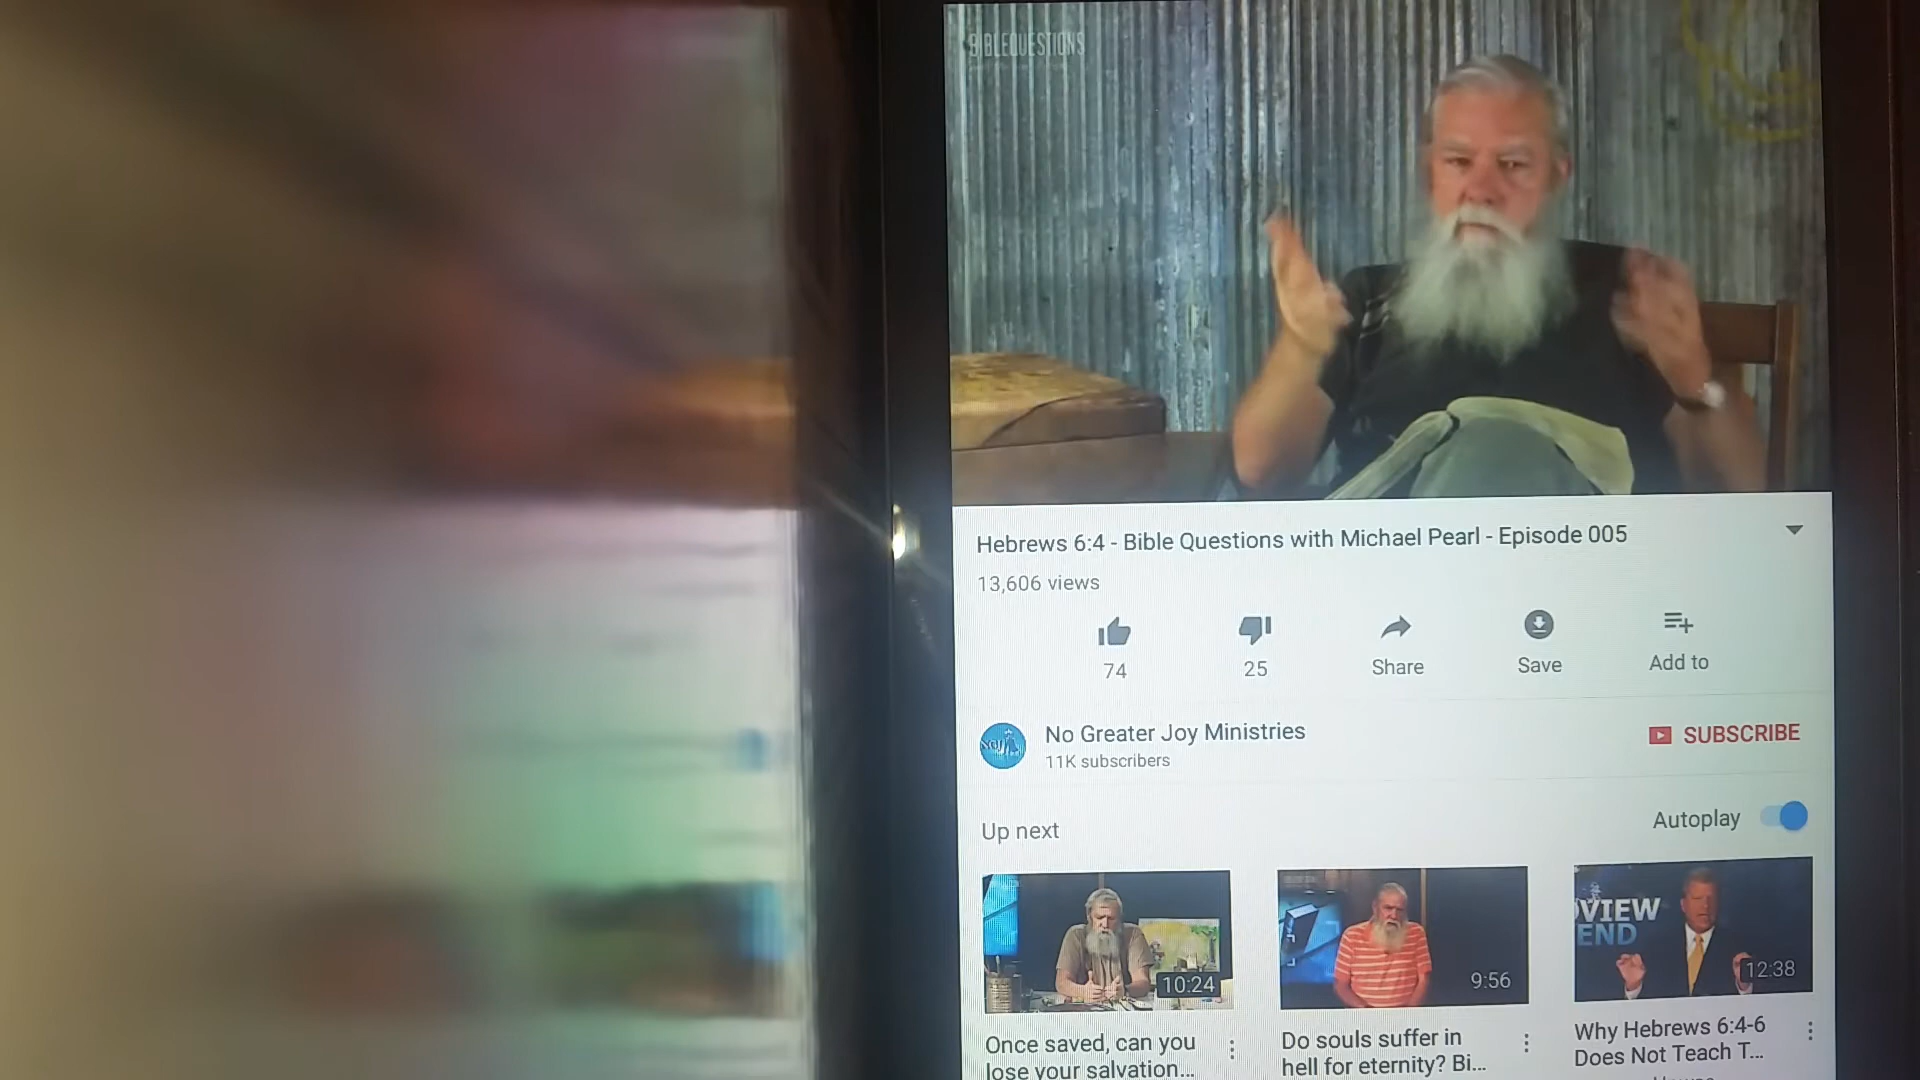 BIBLEQUESTIONS
Hebrews 6:4 - Bible Questions with Michael Pearl - Episode 005
13,606 views
74
25
Share
Save
Add to
No Greater Joy Ministries
11K subscribers
SUBSCRIBE
Up next
Autoplay
10:24
9:56
VIEW
END
12:38
Once saved, can you
lose your salvation...
Do souls suffer in
hell for eternity? Bi...
Why Hebrews 6:4-6
Does Not Teach T...